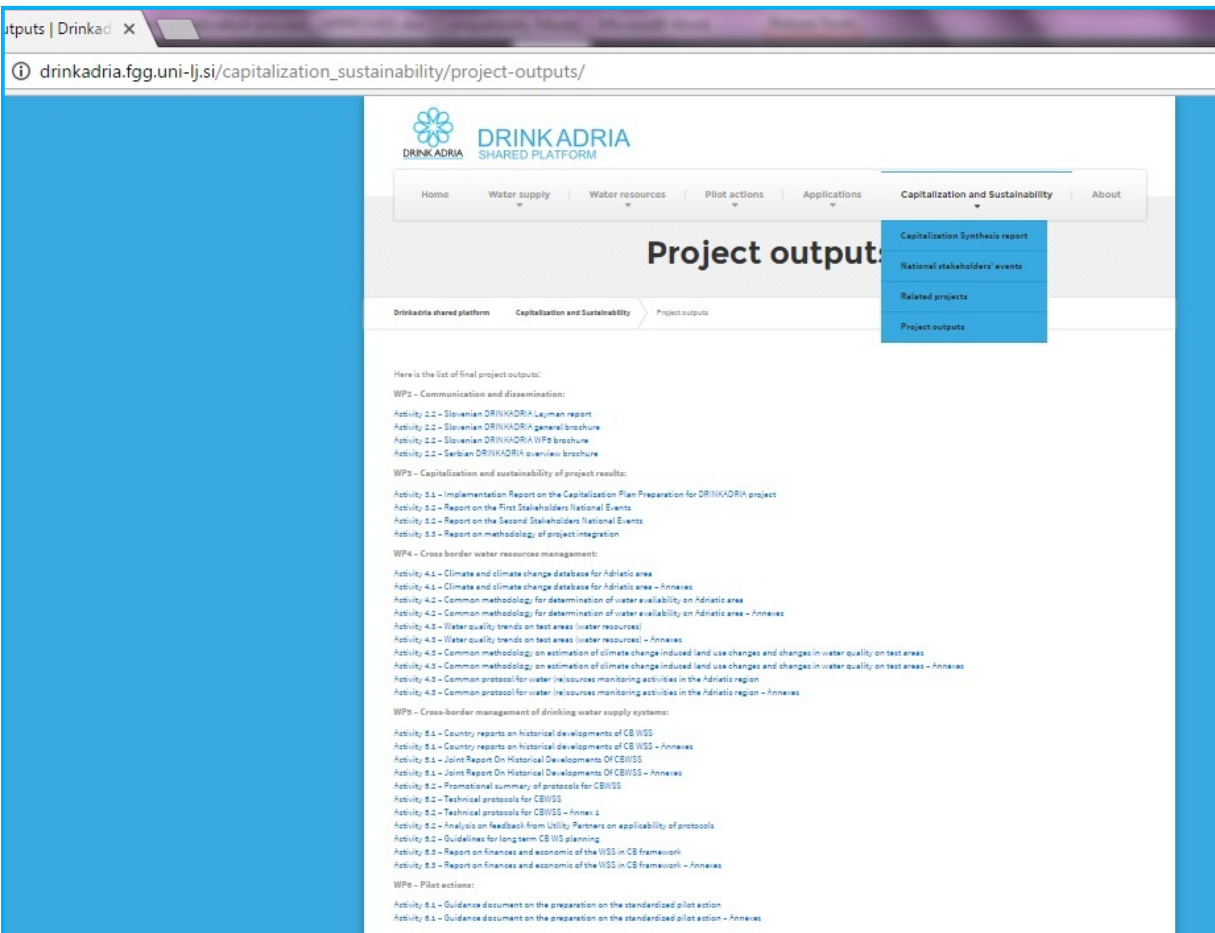 utputs | Drinkad
drinkadria.fgg.uni-lj.si/capitalization_sustainability/project-outputs/
DRINK ADRIA
DRINK ADRIA
SHARED PLATFORM
Home Water supply Water resources Pilot actions Applications Capitalization and Sustainability About
Capitalization Synthesis report
National stakeholders' events
Related projects
Project outputs
Project outputs
Drinkadria shared platform Capitalization and Sustainability Project outputs
Here is the list of final project outputs:
WP2 – Communication and dissemination:
Activity 2.2 – Slovenian DRINKADRIA Layman report
Activity 2.2 – Slovenian DRINKADRIA general brochure
Activity 2.2 – Slovenian DRINKADRIA WP5 brochure
Activity 2.2 – Serbian DRINKADRIA overview brochure
WP3 – Capitalization and sustainability of project results:
Activity 3.1 – Implementation Report on the Capitalization Plan Preparation for DRINKADRIA project
Activity 3.2 – Report on the First Stakeholders National Events
Activity 3.2 – Report on the Second Stakeholders National Events
Activity 3.3 – Report on methodology of project integration
WP4 – Cross border water resources management:
Activity 4.1 – Climate and climate change database for Adriatic area
Activity 4.1 – Climate and climate change database for Adriatic area – Annexes
Activity 4.2 – Common methodology for determination of water availability on Adriatic area
Activity 4.2 – Common methodology for determination of water availability on Adriatic area – Annexes
Activity 4.3 – Water quality trends on test areas (water resources)
Activity 4.3 – Water quality trends on test areas (water resources) – Annexes
Activity 4.3 – Common methodology on estimation of climate change induced land use changes and changes in water quality on test areas
Activity 4.3 – Common methodology on estimation of climate change induced land use changes and changes in water quality on test areas – Annexes
Activity 4.3 – Common protocol for water (re)sources monitoring activities in the Adriatic region
Activity 4.3 – Common protocol for water (re)sources monitoring activities in the Adriatic region – Annexes
WP5 – Cross-border management of drinking water supply systems:
Activity 5.1 – Country reports on historical developments of CB WSS
Activity 5.1 – Country reports on historical developments of CB WSS – Annexes
Activity 5.1 – Joint Report On Historical Developments Of CBWSS
Activity 5.1 – Joint Report On Historical Developments Of CBWSS – Annexes
Activity 5.2 – Promotional summary of protocols for CBWSS
Activity 5.2 – Technical protocols for CBWSS
Activity 5.2 – Technical protocols for CBWSS – Annex 1
Activity 5.2 – Analysis on feedback from Utility Partners on applicability of protocols
Activity 5.2 – Guidelines for long term CB WS planning
Activity 5.3 – Report on finances and economic of the WSS in CB framework
Activity 5.3 – Report on finances and economic of the WSS in CB framework – Annexes
WP6 – Pilot actions:
Activity 6.1 – Guidance document on the preparation on the standardized pilot action
Activity 6.1 – Guidance document on the preparation on the standardized pilot action – Annexes